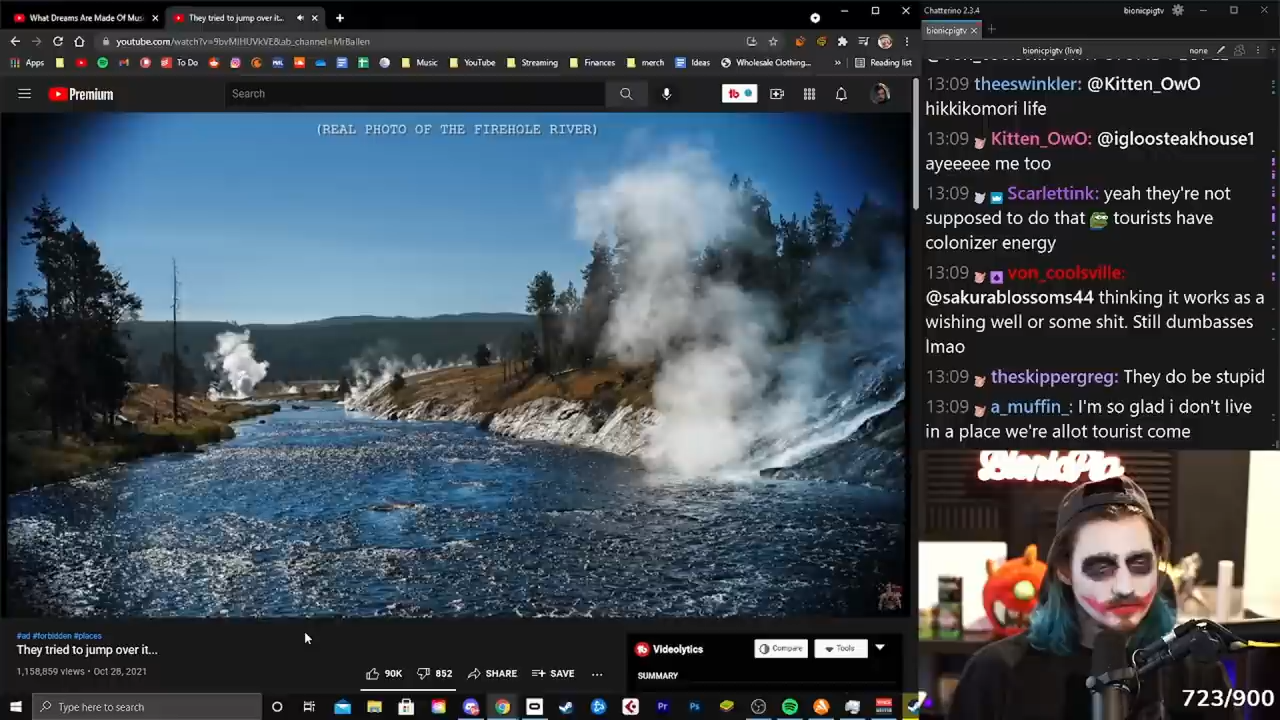 What Dreams Are Made Of Mus
They tried to jump over it...
youtube.com/watch?v=9bvMIHUVkVE&ab_channel=MrBallen
Apps
To Do
Music
YouTube
Streaming
Finances
merch
Ideas
Wholesale Clothing...
Reading list
Premium
Search
(REAL PHOTO OF THE FIREHOLE RIVER)
#ad #forbidden #places
They tried to jump over it...
1,158,859 views • Oct 28, 2021
90K
852
SHARE
SAVE
Videolytics
Compare
Tools
SUMMARY
Type here to search
Chatterino 2.3.4
bionicpigtv
bionicpigtv
bionicpigtv (live)
none
13:09 theeswinkler: @Kitten_OwO
hikkikomori life
13:09 Kitten_OwO: @igloosteakhouse1
ayeeeee me too
13:09 Scarlettink: yeah they're not
supposed to do that tourists have
colonizer energy
13:09 von_coolsville:
@sakurablossoms44 thinking it works as a
wishing well or some shit. Still dumbasses
lmao
13:09 theskippergreg: They do be stupid
13:09 a_muffin_: I'm so glad i don't live
in a place we're allot tourist come
723/900